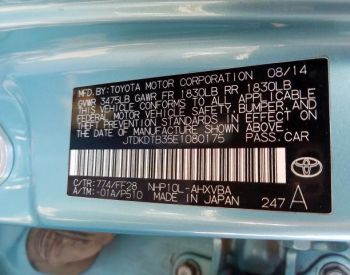 MFD.BY:TOYOTA MOTOR CORPORATION 08/14
GVWR 3475LB GAWR FR 1830LB RR 1830LB
THIS VEHICLE CONFORMS TO ALL APPLICABLE
FEDERAL MOTOR VEHICLE SAFETY, BUMPER, AND
THEFT PREVENTION STANDARDS IN EFFECT ON
THE DATE OF MANUFACTURE SHOWN ABOVE.
JTDKDTB35E1080175 PASS.CAR
C/TR: 774/FF28 NHP10L-AHXVBA
A/TM: -01A/P510 MADE IN JAPAN 247 A
TOYOTA